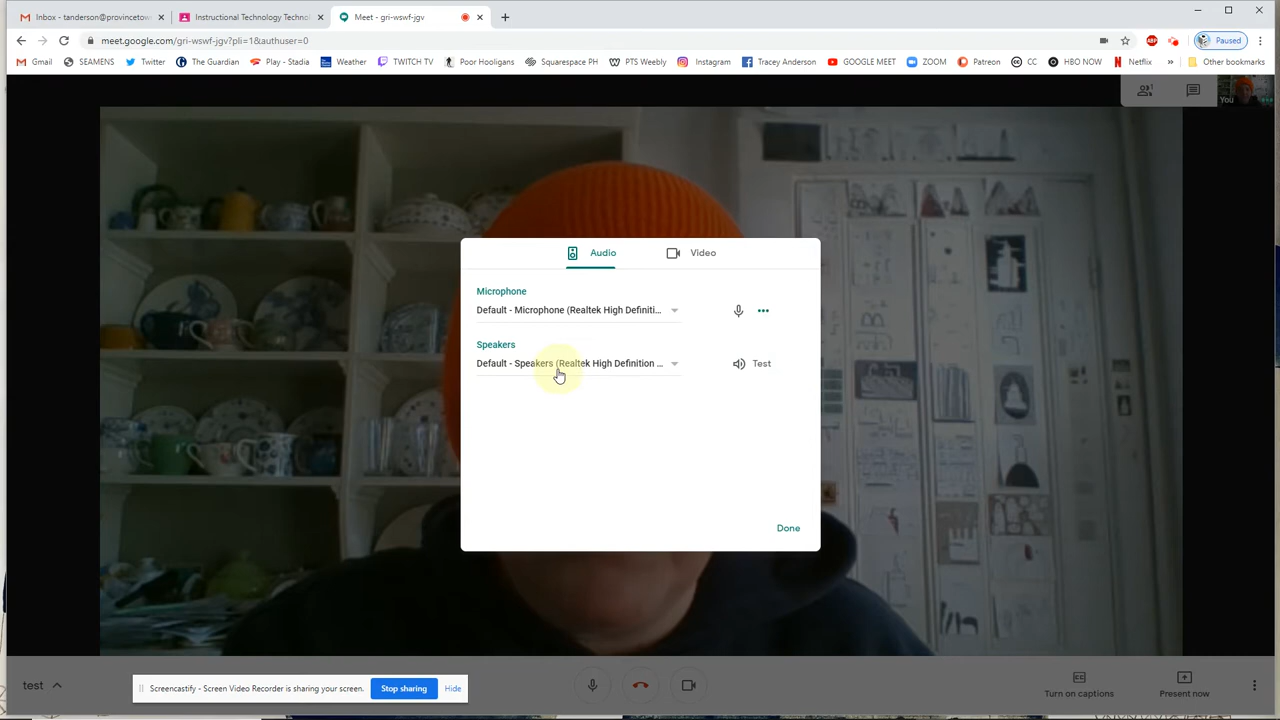 Inbox - tanderson@provincetow
Instructional Technology Technol
Meet - gri-wswf-jgv
meet.google.com/gri-wswf-jgv?pli=1&authuser=0
ABP
Paused
Gmail
SEAMENS
Twitter
The Guardian
Play - Stadia
Weather
TWITCH TV
Poor Hooligans
Squarespace PH
PTS Weebly
Instagram
Tracey Anderson
GOOGLE MEET
ZOOM
Patreon
CC
HBO NOW
Netflix
»
Other bookmarks
1
You
Audio
Video
Microphone
Default - Microphone (Realtek High Definiti...
Speakers
Default - Speakers (Realtek High Definition ...
Test
Done
test
Screencastify - Screen Video Recorder is sharing your screen.
Stop sharing
Hide
CC
Turn on captions
Present now